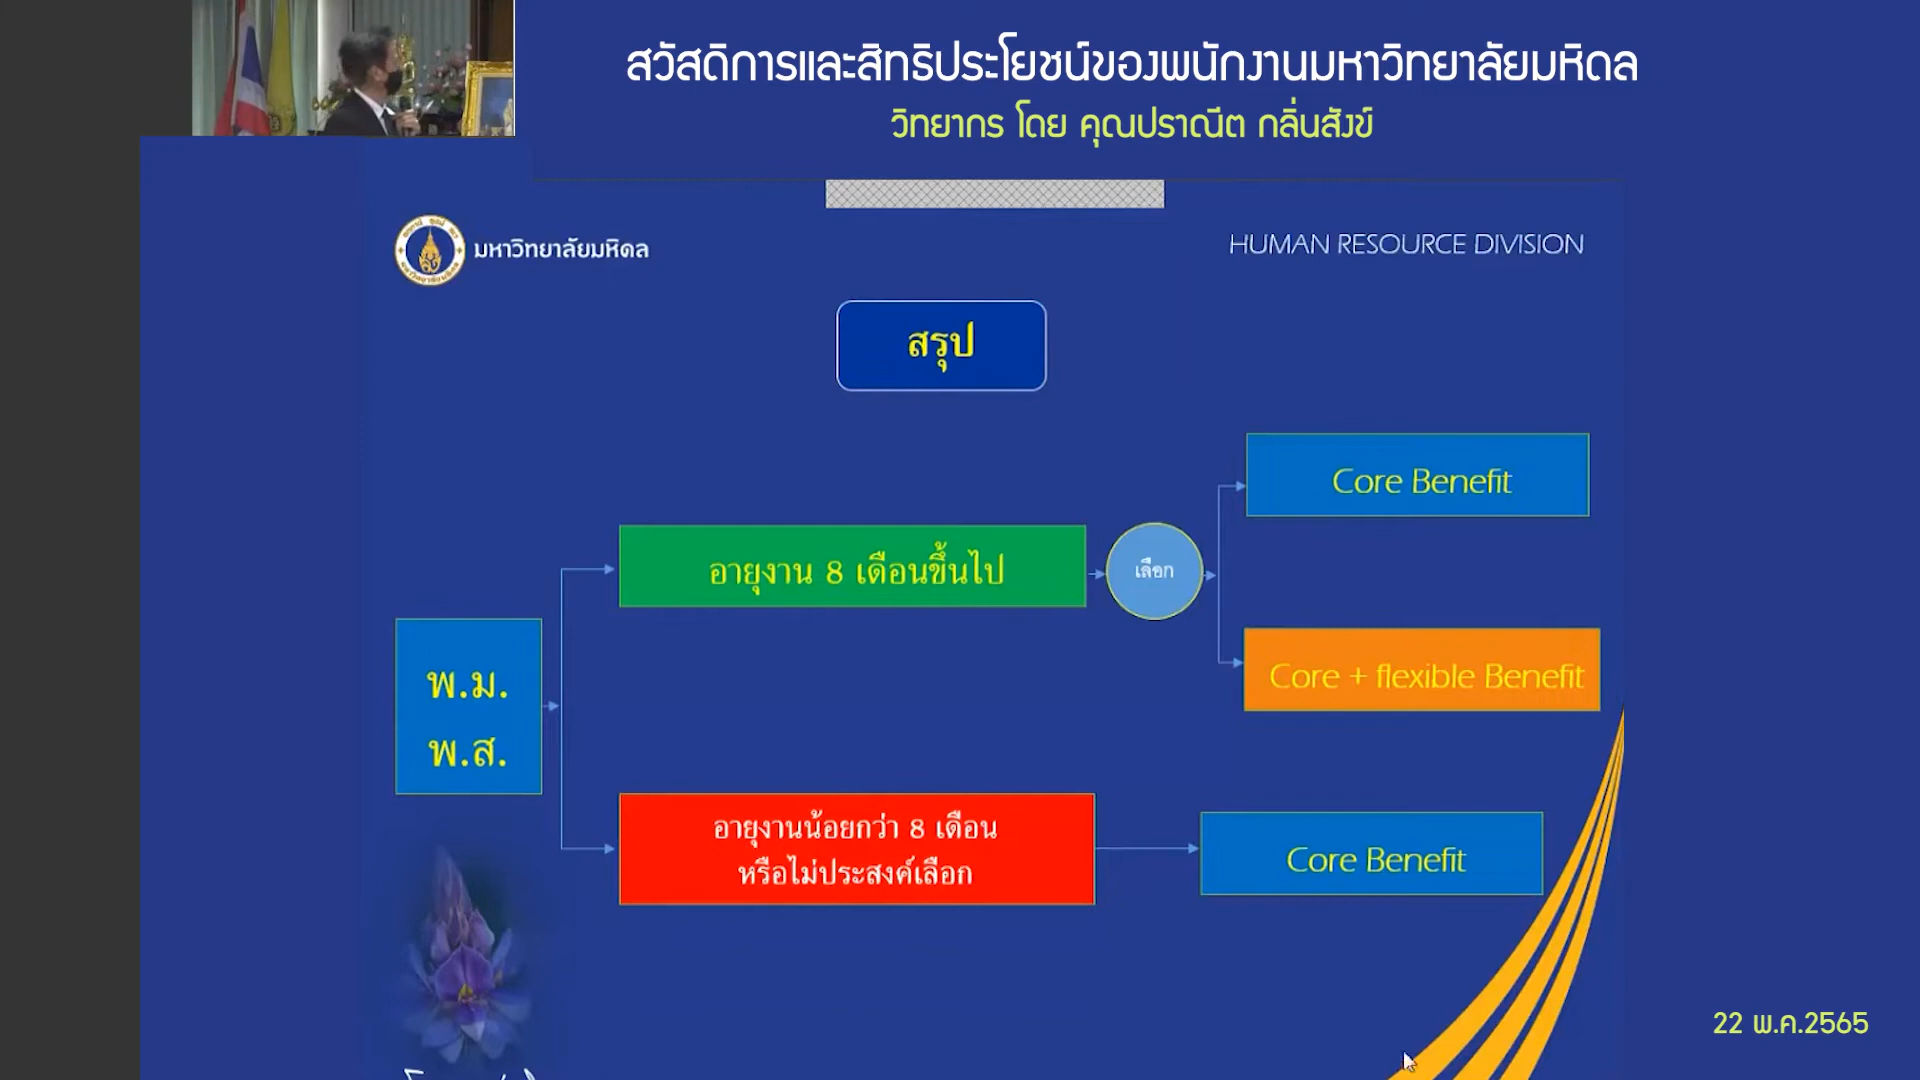 สวัสดิการและสิทธิประโยชน์ของพนักงานมหาวิทยาลัยมหิดล
วิทยากร โดย คุณปราณีต กลิ่นสังข์
มหาวิทยาลัยมหิดล
HUMAN RESOURCE DIVISION
สรุป
Core Benefit
อายุงาน 8 เดือนขึ้นไป
เลือก
Core + flexible Benefit
พ.ม.
พ.ส.
อายุงานน้อยกว่า 8 เดือน
หรือไม่ประสงค์เลือก
Core Benefit
22 พ.ค.2565